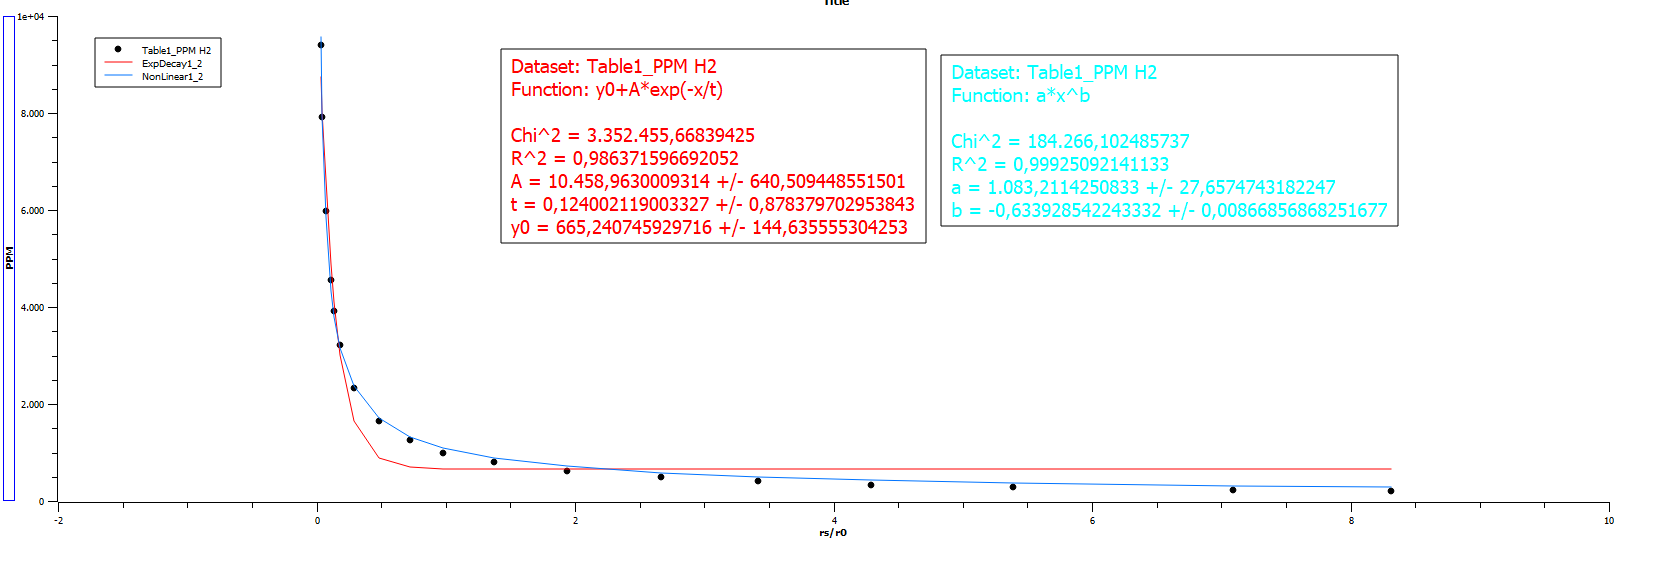 Title
1e+04
8.000
6.000
4.000
2.000
0
PPM
Table1_PPM H2
ExpDecay1_2
NonLinear1_2
Dataset: Table1_PPM H2
Function: y0+A*exp(-x/t)
Chi^2 = 3.352.455,66839425
R^2 = 0,986371596692052
A = 10.458,9630009314 +/- 640,509448551501
t = 0,124002119003327 +/- 0,878379702953843
y0 = 665,240745929716 +/- 144,635555304253
Dataset: Table1_PPM H2
Function: a*x^b
Chi^2 = 184.266,102485737
R^2 = 0,99925092141133
a = 1.083,2114250833 +/- 27,6574743182247
b = -0,633928542243332 +/- 0,00866856868251677
-2 0 2 4 6 8 10
rs/r0